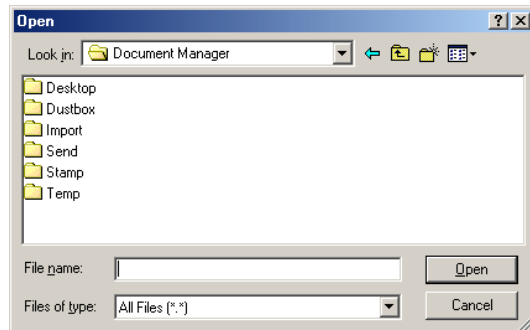 Open
Look in: Document Manager
Desktop
Dustbox
Import
Send
Stamp
Temp
File name: Open
Files of type: All Files (*.*) Cancel